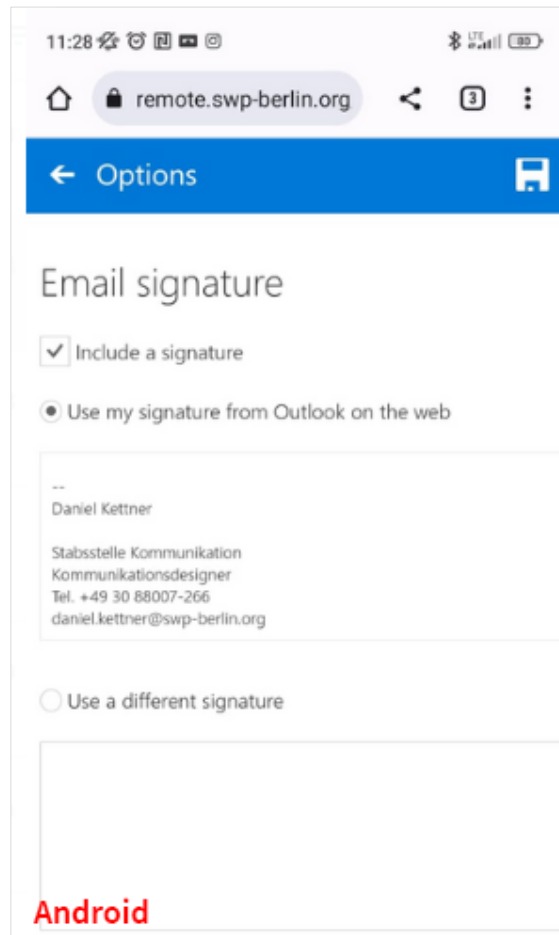 11:28
LTE
80
remote.swp-berlin.org
3
Options
Email signature
Include a signature
Use my signature from Outlook on the web
--
Daniel Kettner
Stabsstelle Kommunikation
Kommunikationsdesigner
Tel. +49 30 88007-266
daniel.kettner@swp-berlin.org
Use a different signature
Android